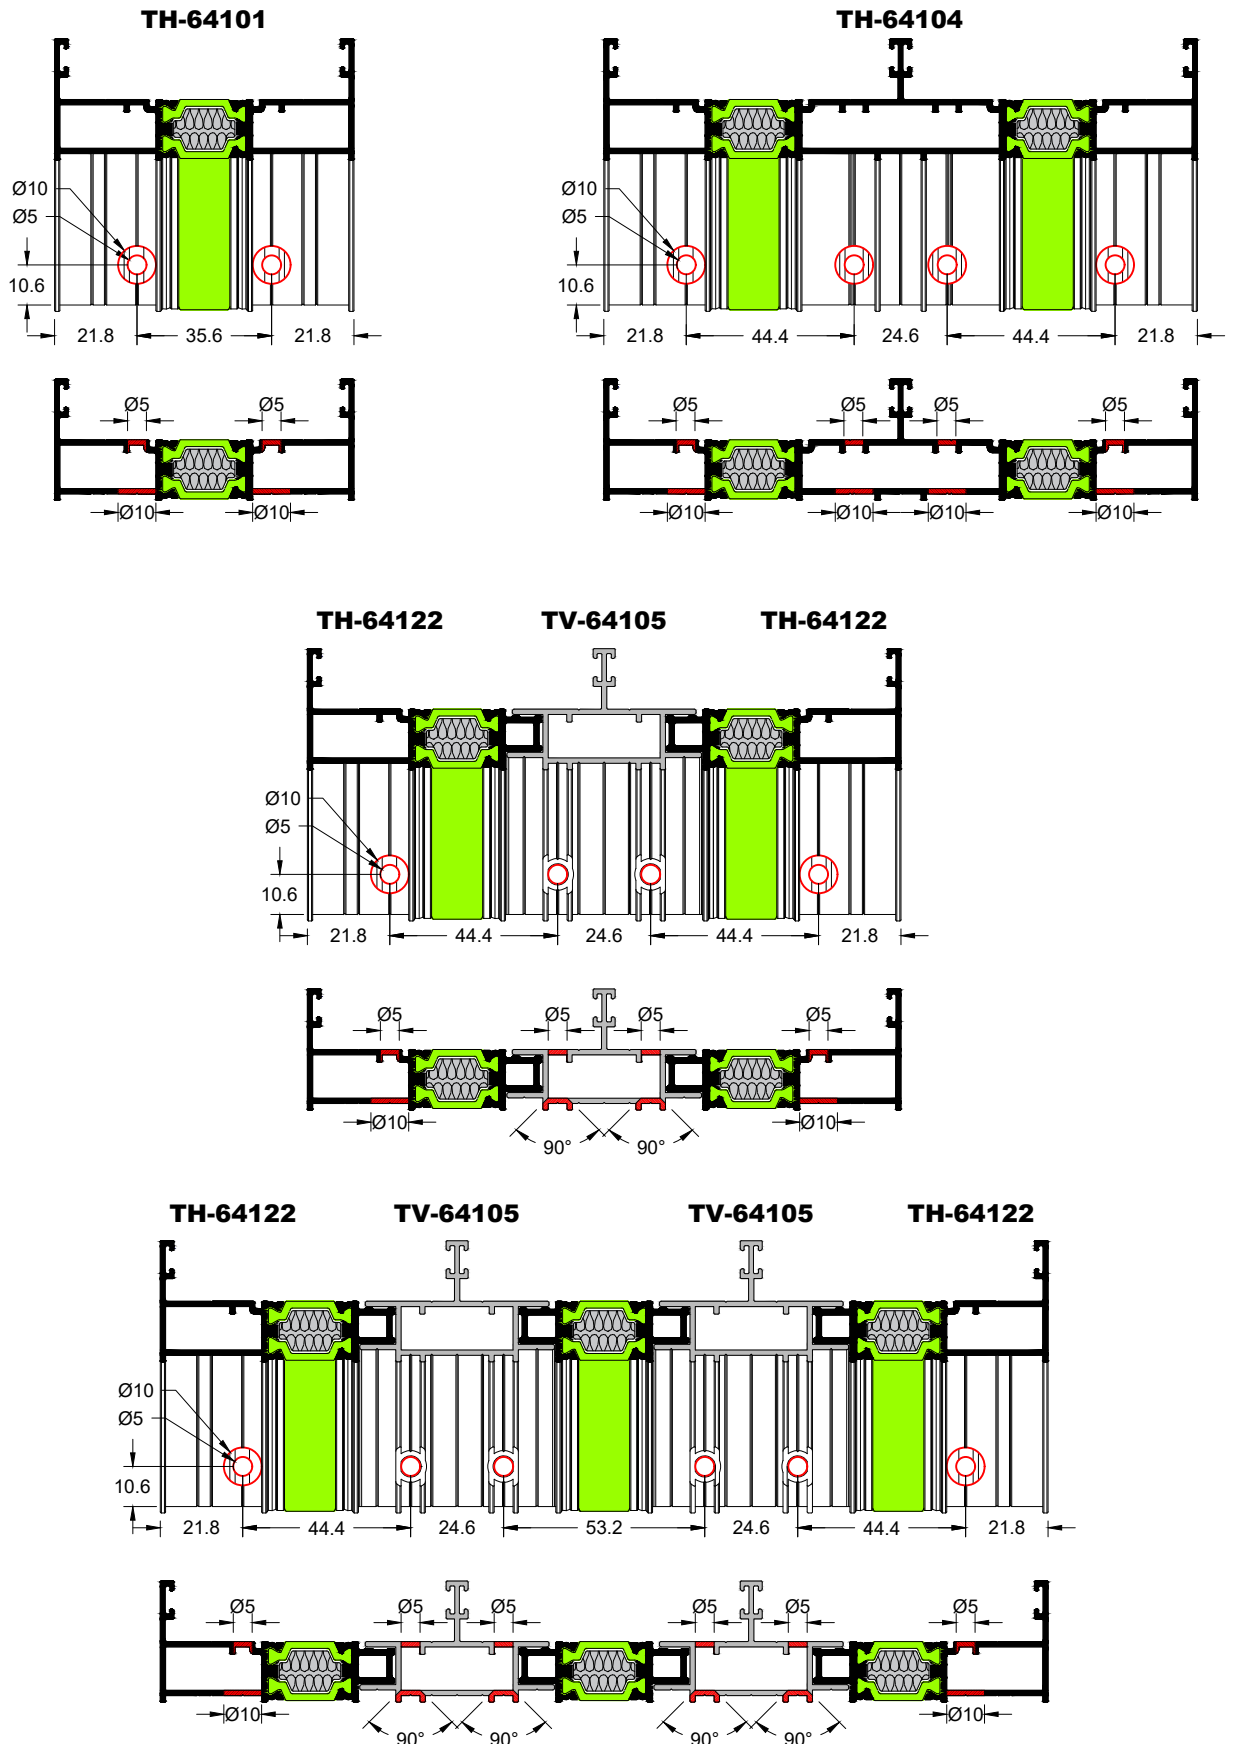 TH-64101 TH-64104
Ø10 Ø10
Ø5 Ø5
10.6 10.6
21.8 35.6 21.8 21.8 44.4 24.6 44.4 21.8
Ø5 Ø5 Ø5 Ø5 Ø5 Ø5
Ø10 Ø10 Ø10 Ø10 Ø10 Ø10
TH-64122 TV-64105 TH-64122
Ø10
Ø5
10.6
21.8 44.4 24.6 44.4 21.8
Ø5 Ø5 Ø5 Ø5
Ø10 Ø10
90° 90°
TH-64122 TV-64105 TV-64105 TH-64122
Ø10
Ø5
10.6
21.8 44.4 24.6 53.2 24.6 44.4 21.8
Ø5 Ø5 Ø5 Ø5 Ø5 Ø5
Ø10 Ø10
90° 90° 90° 90°